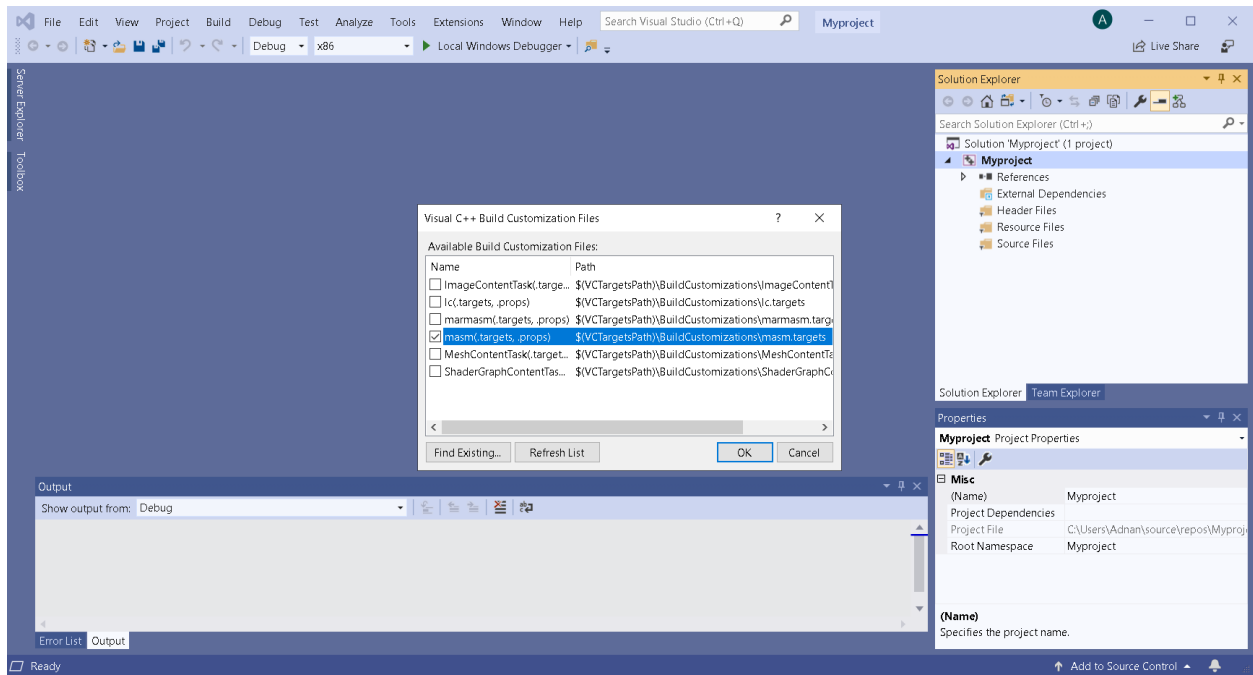 File Edit View Project Build Debug Test Analyze Tools Extensions Window Help Search Visual Studio (Ctrl+Q) Myproject A
Debug x86 Local Windows Debugger Live Share
Server Explorer
Toolbox
Visual C++ Build Customization Files ? ×
Available Build Customization Files:
Name Path
ImageContentTask(.targe... $(VCTargetsPath)\BuildCustomizations\ImageContentT
lc(.targets, .props) $(VCTargetsPath)\BuildCustomizations\lc.targets
marmasm(.targets, .props) $(VCTargetsPath)\BuildCustomizations\marmasm.targ
masm(.targets, .props) $(VCTargetsPath)\BuildCustomizations\masm.targets
MeshContentTask(.target... $(VCTargetsPath)\BuildCustomizations\MeshContentTa
ShaderGraphContentTas... $(VCTargetsPath)\BuildCustomizations\ShaderGraphCo
Find Existing... Refresh List OK Cancel
Output
Show output from: Debug
Error List Output
Solution Explorer
Search Solution Explorer (Ctrl+;)
Solution 'Myproject' (1 project)
Myproject
References
External Dependencies
Header Files
Resource Files
Source Files
Solution Explorer Team Explorer
Properties
Myproject Project Properties
Misc
(Name) Myproject
Project Dependencies
Project File C:\Users\Adnan\source\repos\Myproj
Root Namespace Myproject
(Name)
Specifies the project name.
Ready Add to Source Control